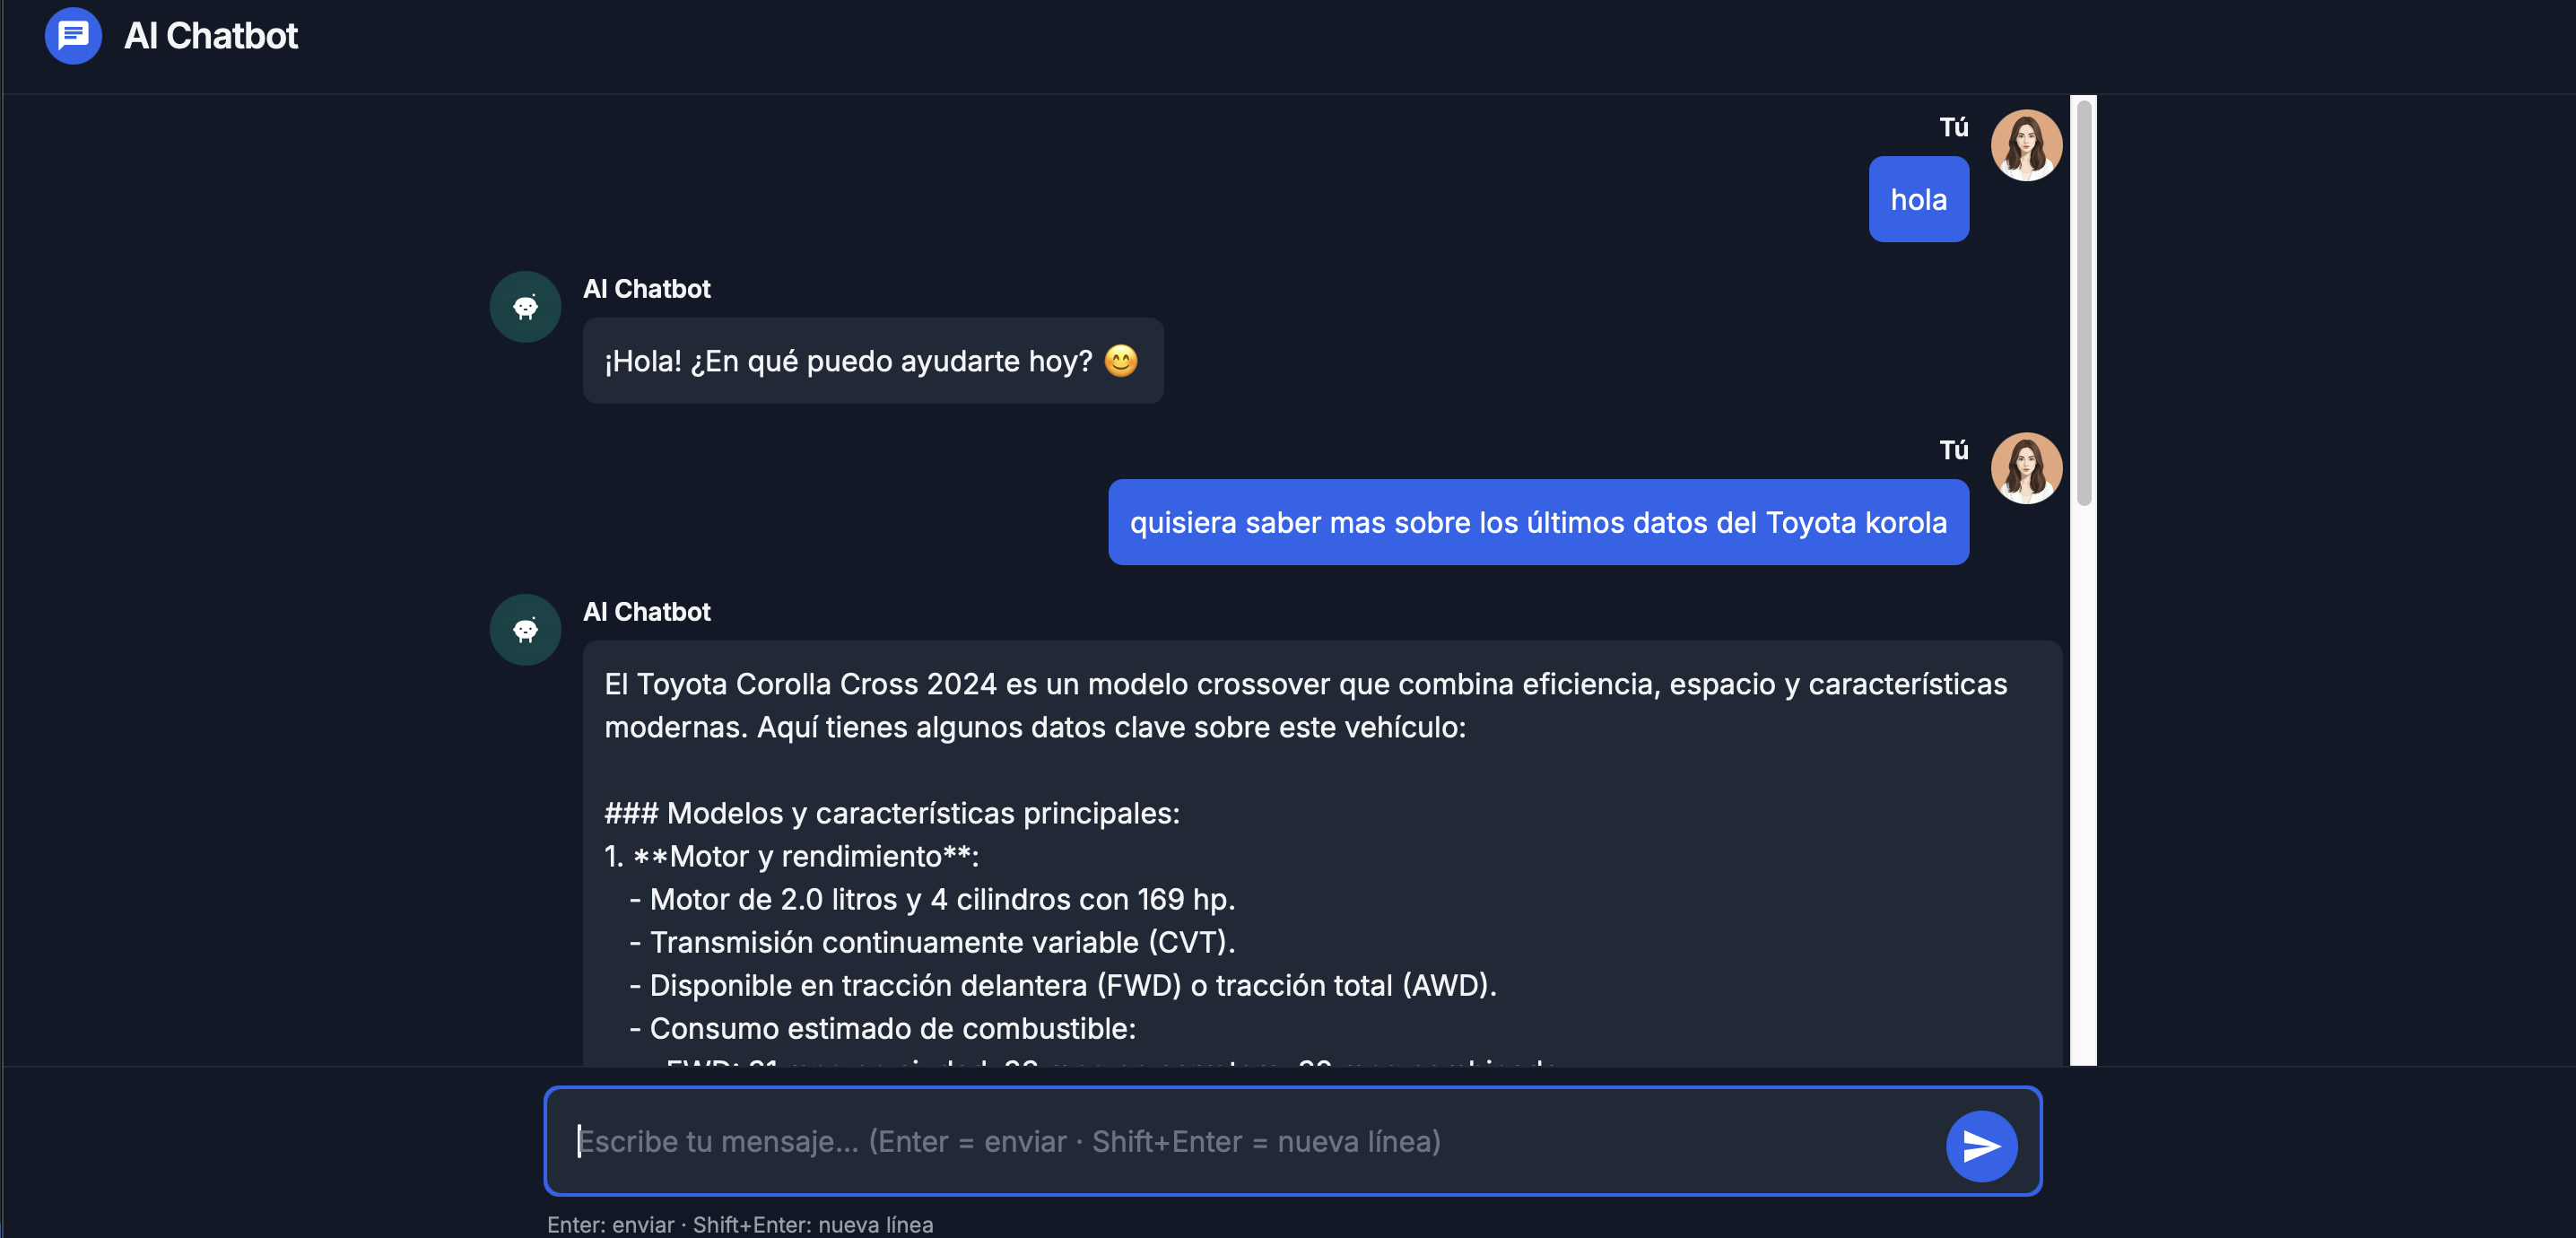 AI Chatbot
Tú
hola
AI Chatbot
¡Hola! ¿En qué puedo ayudarte hoy? 😊
Tú
quisiera saber mas sobre los últimos datos del Toyota korola
AI Chatbot
El Toyota Corolla Cross 2024 es un modelo crossover que combina eficiencia, espacio y características
modernas. Aquí tienes algunos datos clave sobre este vehículo:
### Modelos y características principales:
1. **Motor y rendimiento**:
- Motor de 2.0 litros y 4 cilindros con 169 hp.
- Transmisión continuamente variable (CVT).
- Disponible en tracción delantera (FWD) o tracción total (AWD).
- Consumo estimado de combustible:
Escribe tu mensaje... (Enter = enviar · Shift+Enter = nueva línea)
Enter: enviar · Shift+Enter: nueva línea